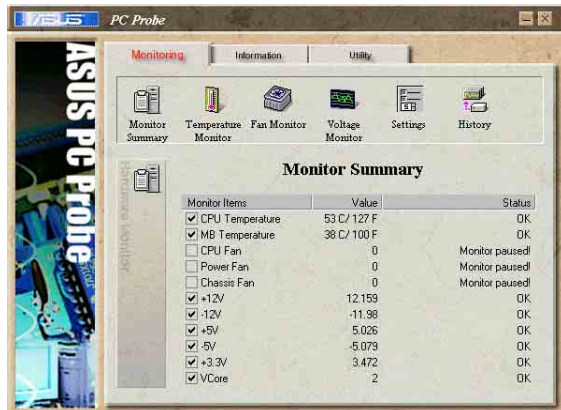 ASUS PC Probe
Monitoring Information Utility
Monitor Summary
Temperature Monitor
Fan Monitor
Voltage Monitor
Settings
History
ASUS PC Probe
Hardware Monitor
Monitor Summary
Monitor Items Value Status
CPU Temperature 53 C/ 127 F OK
MB Temperature 38 C/ 100 F OK
CPU Fan 0 Monitor paused!
Power Fan 0 Monitor paused!
Chassis Fan 0 Monitor paused!
+12V 12.159 OK
-12V -11.98 OK
+5V 5.026 OK
-5V -5.079 OK
+3.3V 3.472 OK
VCore 2 OK